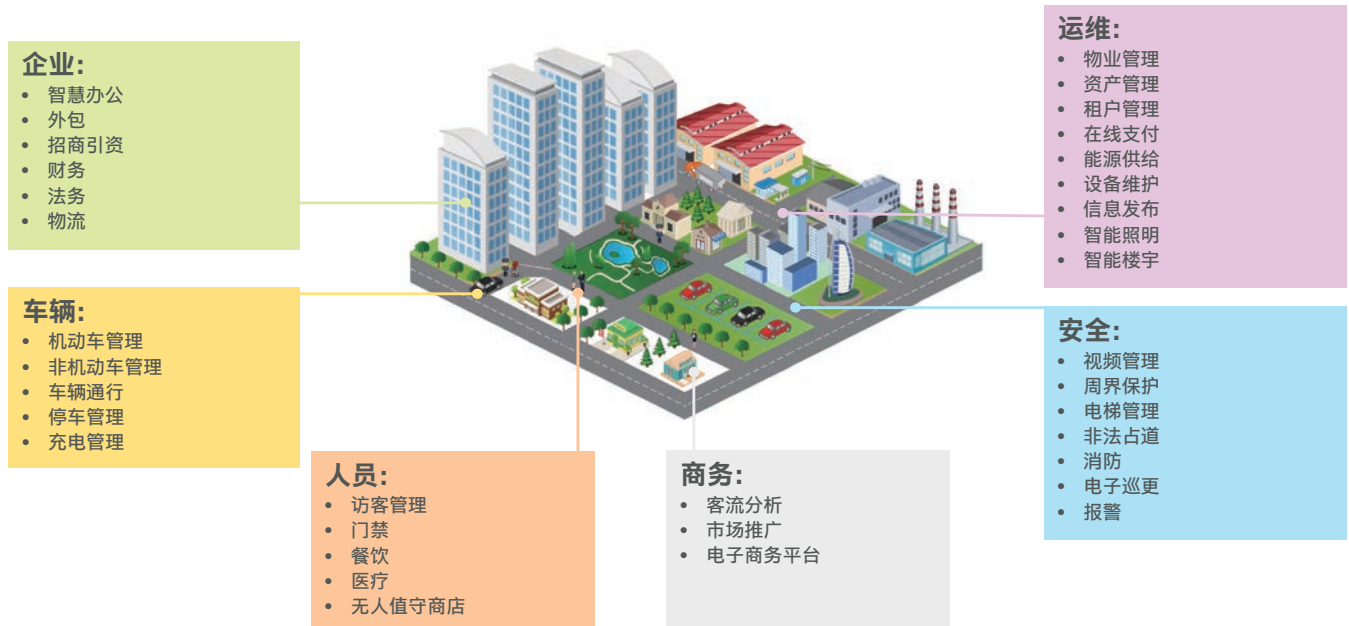 企业:
• 智慧办公
• 外包
• 招商引资
• 财务
• 法务
• 物流
车辆:
• 机动车管理
• 非机动车管理
• 车辆通行
• 停车管理
• 充电管理
人员:
• 访客管理
• 门禁
• 餐饮
• 医疗
• 无人值守商店
商务:
• 客流分析
• 市场推广
• 电子商务平台
运维:
• 物业管理
• 资产管理
• 租户管理
• 在线支付
• 能源供给
• 设备维护
• 信息发布
• 智能照明
• 智能楼宇
安全:
• 视频管理
• 周界保护
• 电梯管理
• 非法占道
• 消防
• 电子巡更
• 报警